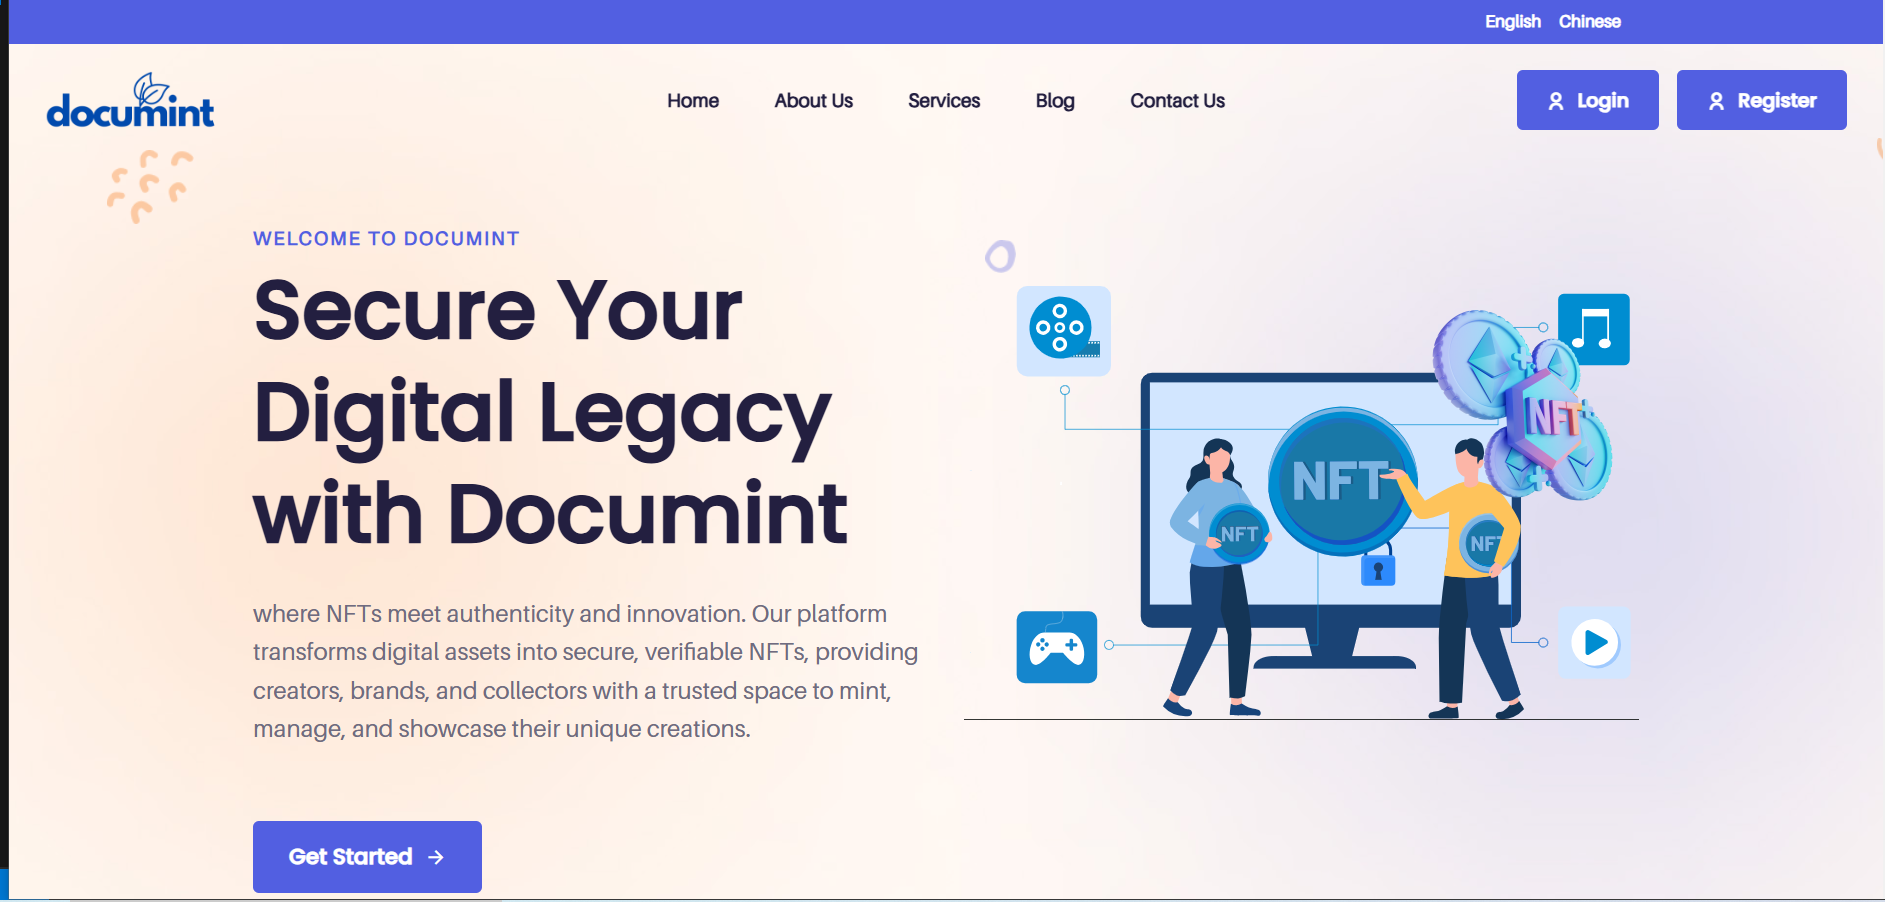 English Chinese
documint
Home About Us Services Blog Contact Us
Login Register
WELCOME TO DOCUMINT
Secure Your
Digital Legacy
with Documint
where NFTs meet authenticity and innovation. Our platform
transforms digital assets into secure, verifiable NFTs, providing
creators, brands, and collectors with a trusted space to mint,
manage, and showcase their unique creations.
Get Started
NFT
NFT
NFT
NFT